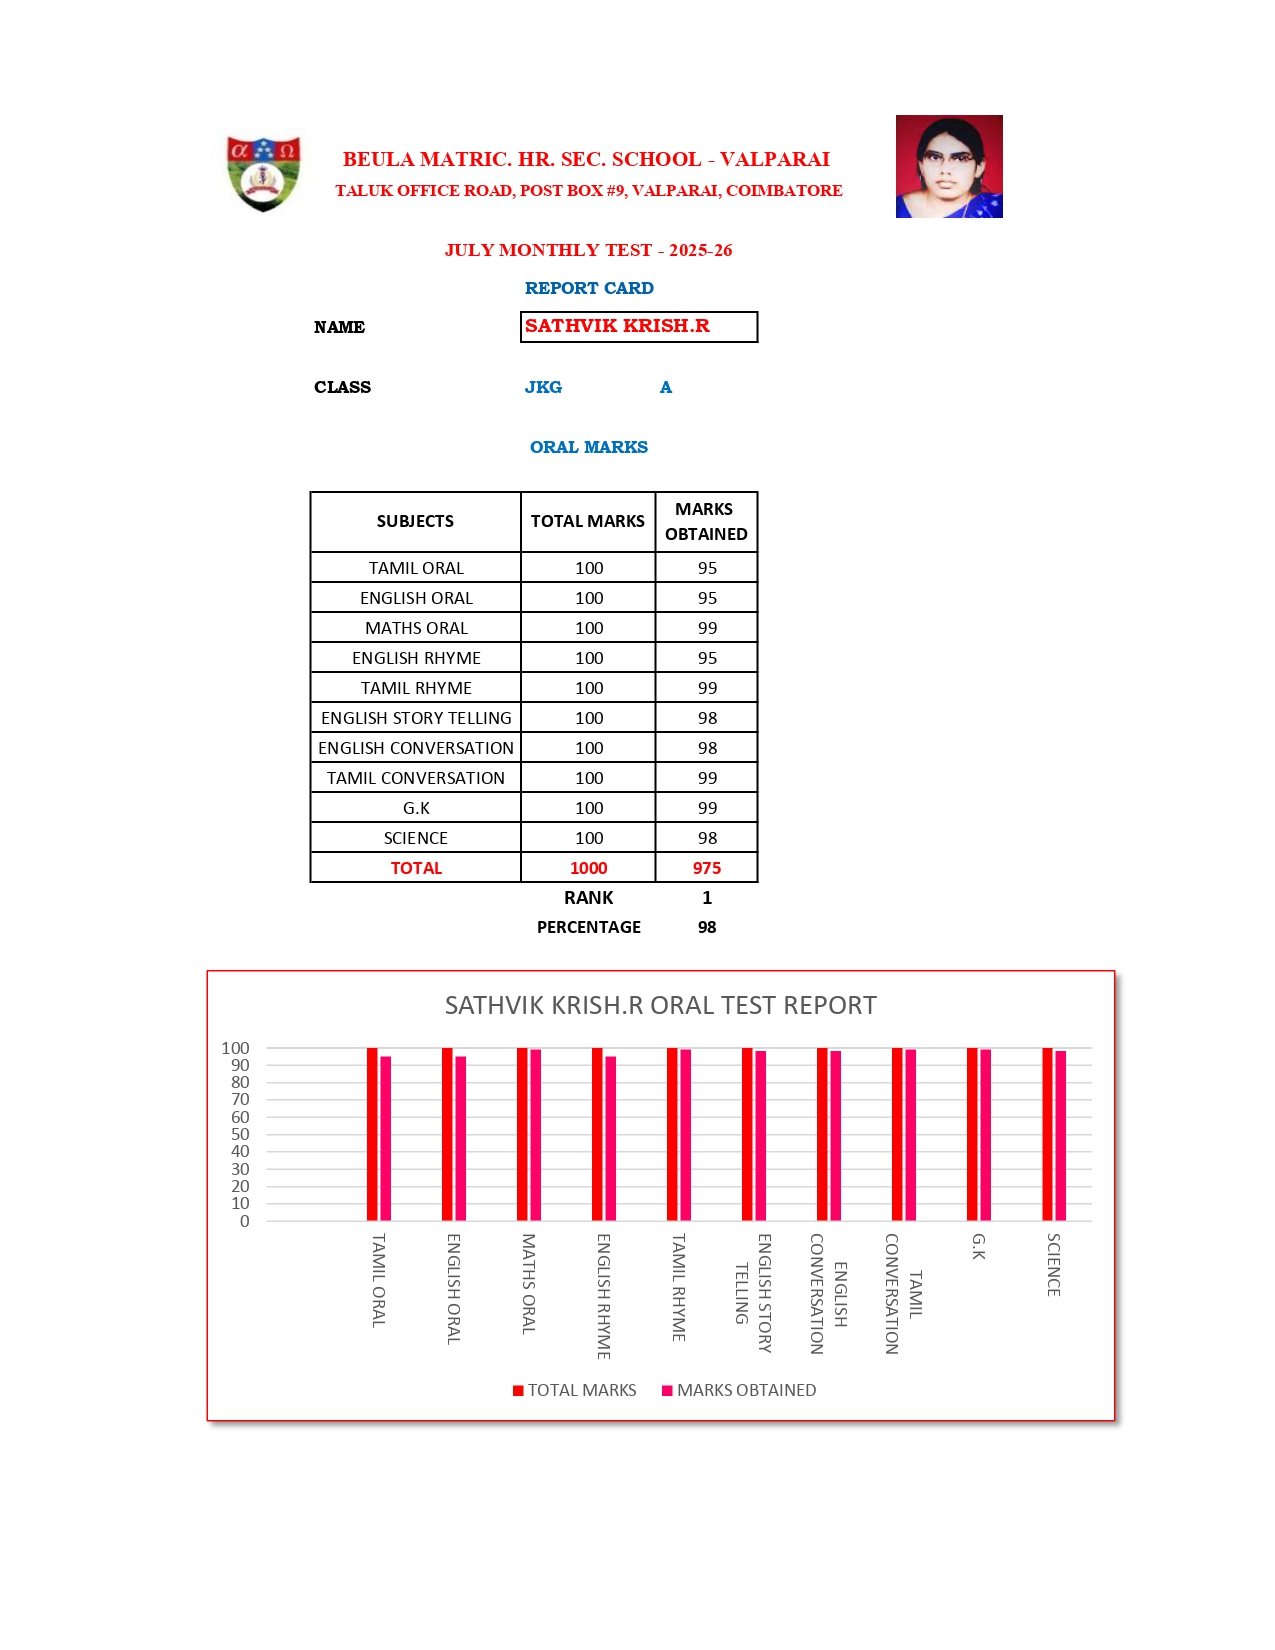 α Ω
BEULA MATRIC. HR. SEC. SCHOOL - VALPARAI
TALUK OFFICE ROAD, POST BOX #9, VALPARAI, COIMBATORE
JULY MONTHLY TEST - 2025-26
REPORT CARD
NAME SATHVIK KRISH.R
CLASS JKG A
ORAL MARKS
SUBJECTS TOTAL MARKS MARKS OBTAINED
TAMIL ORAL 100 95
ENGLISH ORAL 100 95
MATHS ORAL 100 99
ENGLISH RHYME 100 95
TAMIL RHYME 100 99
ENGLISH STORY TELLING 100 98
ENGLISH CONVERSATION 100 98
TAMIL CONVERSATION 100 99
G.K 100 99
SCIENCE 100 98
TOTAL 1000 975
RANK 1
PERCENTAGE 98
SATHVIK KRISH.R ORAL TEST REPORT
100
90
80
70
60
50
40
30
20
10
0
TAMIL ORAL
ENGLISH ORAL
MATHS ORAL
ENGLISH RHYME
TAMIL RHYME
ENGLISH STORY
TELLING
ENGLISH
CONVERSATION
TAMIL
CONVERSATION
G.K
SCIENCE
TOTAL MARKS MARKS OBTAINED